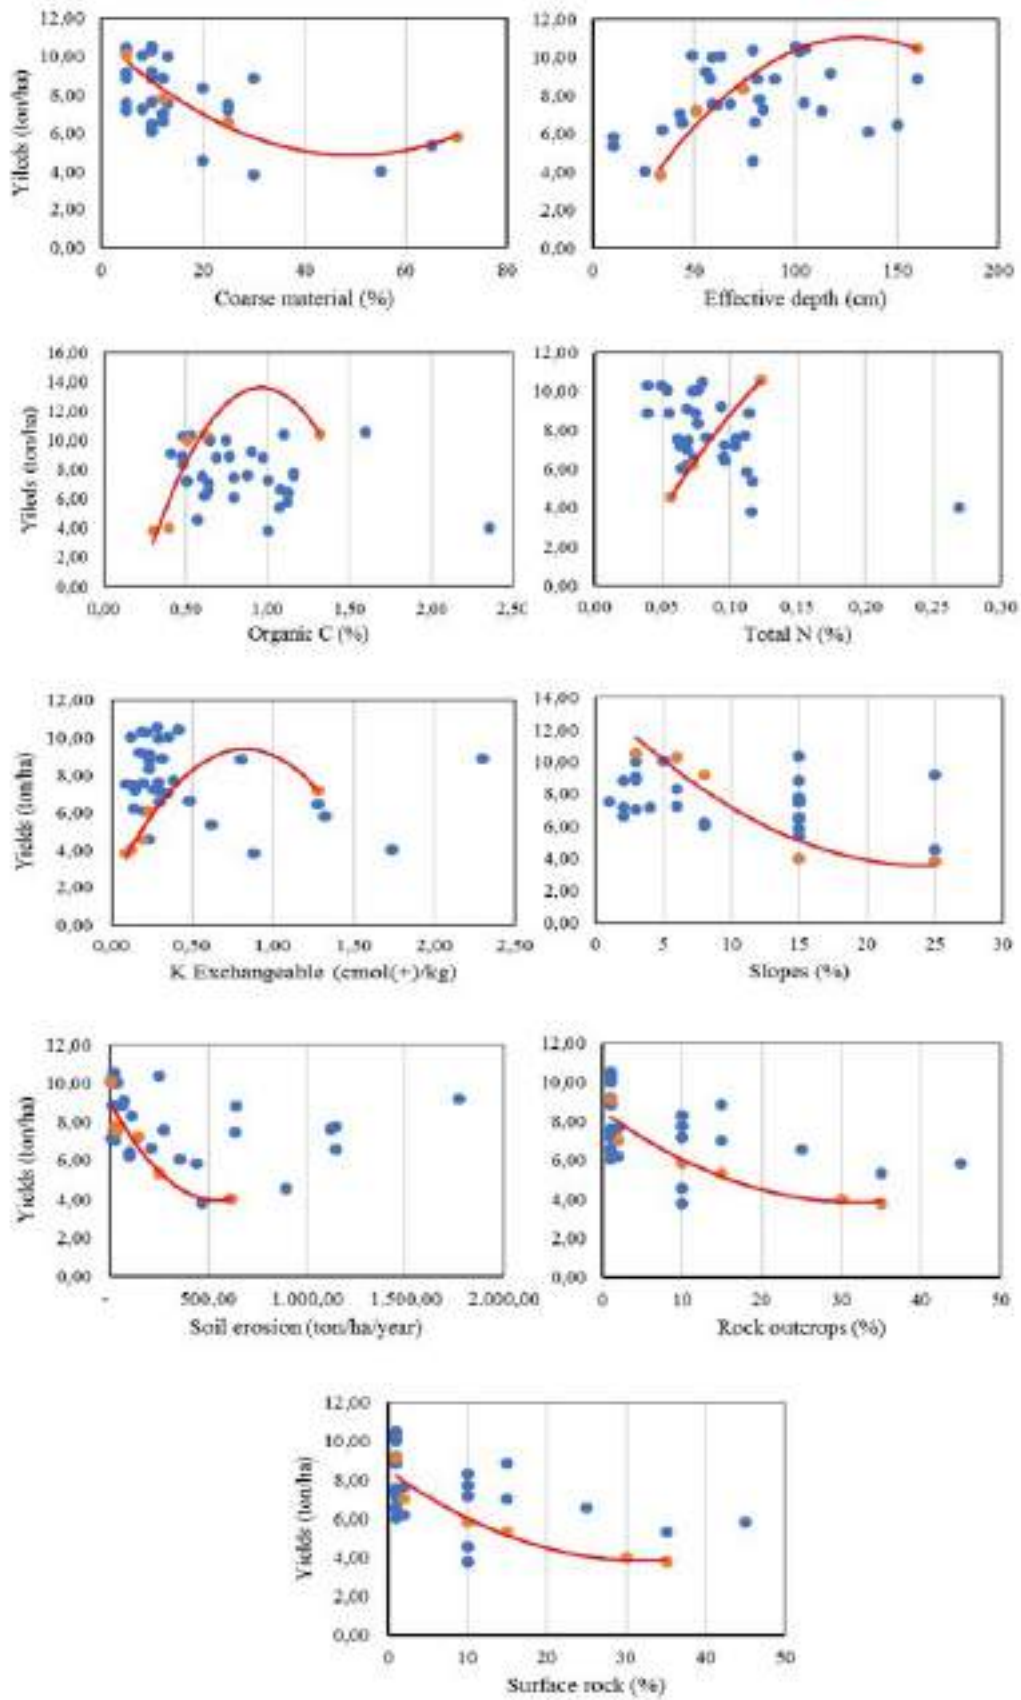 Yileds (ton/ha)
12,00
10,00
8,00
6,00
4,00
2,00
0,00
0 20 40 60 80
Coarse material (%)
12,00
10,00
8,00
6,00
4,00
2,00
0,00
0 50 100 150 200
Effective depth (cm)
Yileds (ton/ha)
16,00
14,00
12,00
10,00
8,00
6,00
4,00
2,00
0,00
0,00 0,50 1,00 1,50 2,00 2,50
Organic C (%)
12,00
10,00
8,00
6,00
4,00
2,00
0,00
0,00 0,05 0,10 0,15 0,20 0,25 0,30
Total N (%)
Yields (ton/ha)
12,00
10,00
8,00
6,00
4,00
2,00
0,00
0,00 0,50 1,00 1,50 2,00 2,50
K Exchangeable (cmol(+)/kg)
14,00
12,00
10,00
8,00
6,00
4,00
2,00
0,00
0 5 10 15 20 25 30
Slopes (%)
Yields (ton/ha)
12,00
10,00
8,00
6,00
4,00
2,00
0,00
- 500,00 1.000,00 1.500,00 2.000,00
Soil erosion (ton/ha/year)
12,00
10,00
8,00
6,00
4,00
2,00
0,00
0 10 20 30 40 50
Rock outcrops (%)
Yields (ton/ha)
12,00
10,00
8,00
6,00
4,00
2,00
0,00
0 10 20 30 40 50
Surface rock (%)